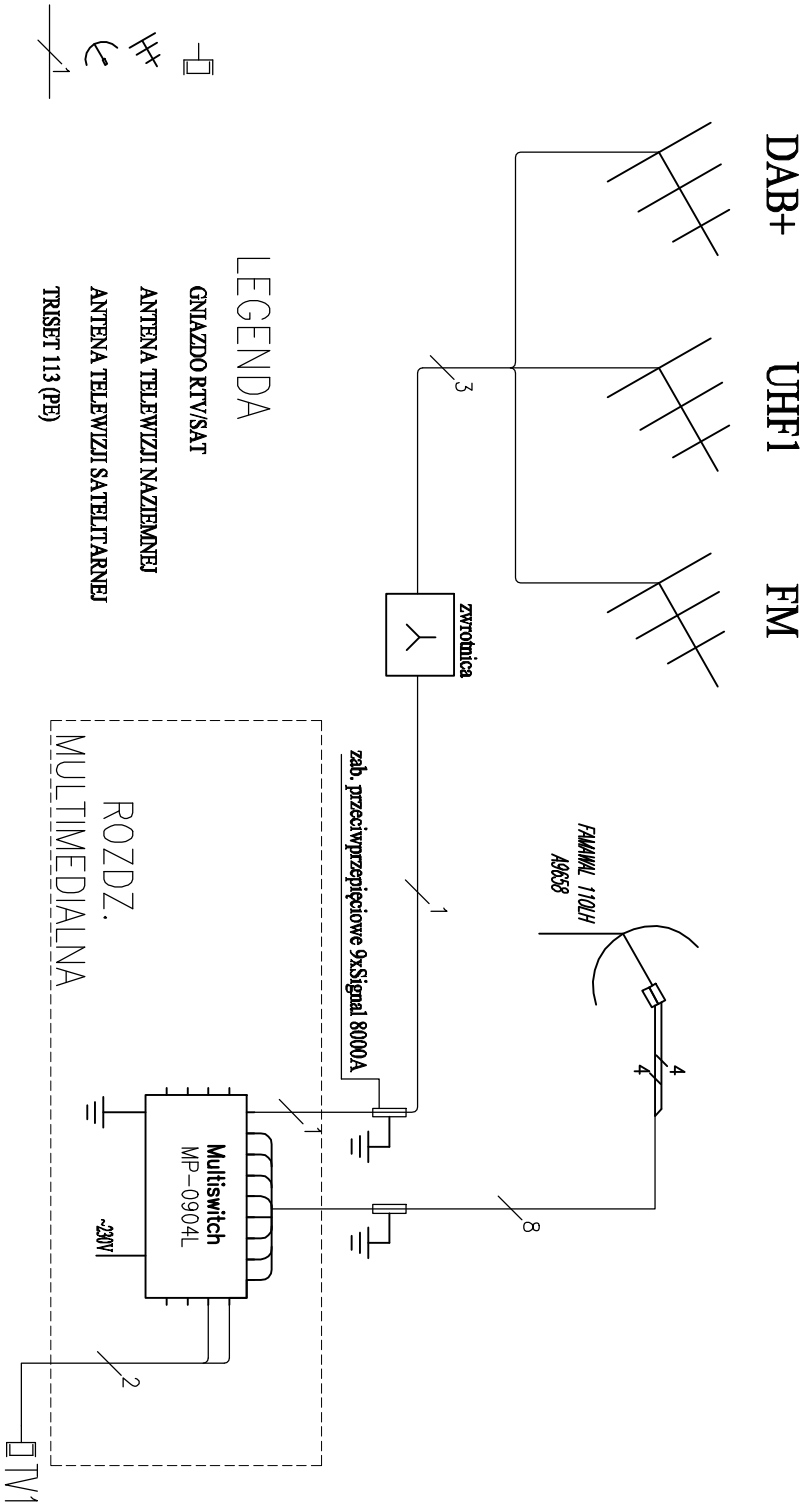 DAB+
UHF1
FM
3
zwrotnica
1
FAMAWAL 110LH
A9658
4
4
8
zab. przeciwprzepięciowe 9xSignal 8000A
1
ROZDZ.
MULTIMEDIALNA
Multiswitch
MP-0904L
~230V
2
TV1
LEGENDA
GNIAZDO RTV/SAT
ANTENA TELEWIZJI NAZIEMNEJ
ANTENA TELEWIZJI SATELITARNEJ
1
TRISET 113 (PE)